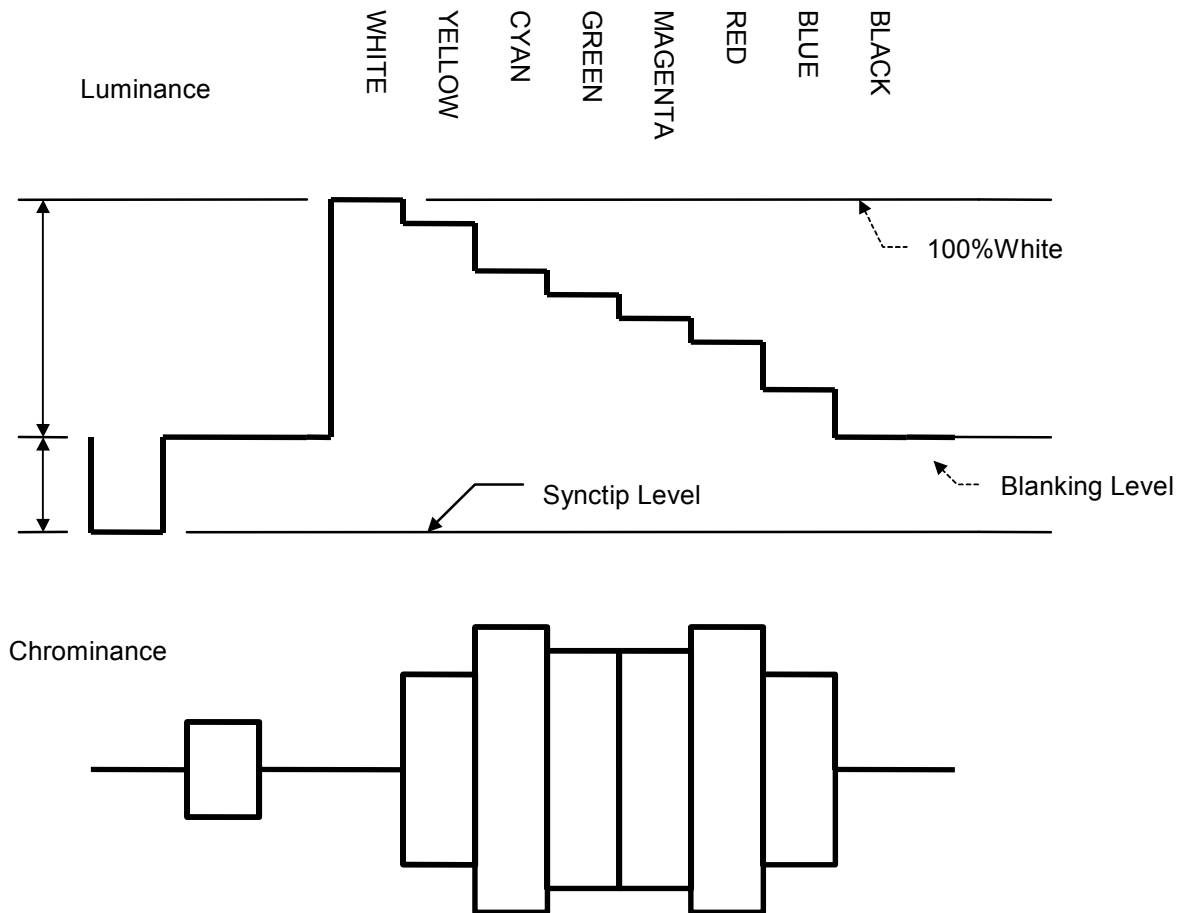 WHITE
YELLOW
CYAN
GREEN
MAGENTA
RED
BLUE
BLACK
Luminance
100%White
Synctip Level
Blanking Level
Chrominance